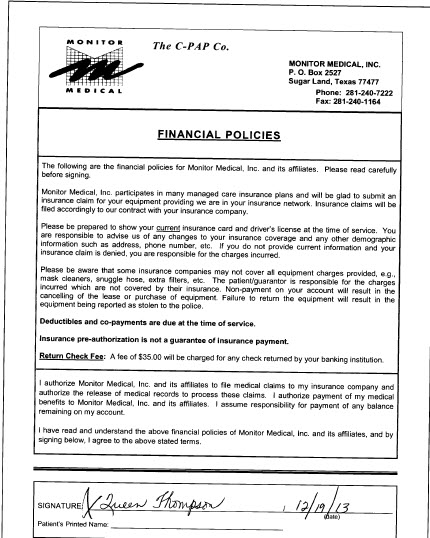 MONITOR
MEDICAL
The C-PAP Co.
MONITOR MEDICAL, INC.
P. O. Box 2527
Sugar Land, Texas 77477
Phone: 281-240-7222
Fax: 281-240-1164
FINANCIAL POLICIES
The following are the financial policies for Monitor Medical, Inc. and its affiliates. Please read carefully
before signing.
Monitor Medical, Inc. participates in many managed care insurance plans and will be glad to submit an
insurance claim for your equipment providing we are in your insurance network. Insurance claims will be
filed accordingly to our contract with your insurance company.
Please be prepared to show your current insurance card and driver's license at the time of service. You
are responsible to advise us of any changes to your insurance coverage and any other demographic
information such as address, phone number, etc. If you do not provide current information and your
insurance claim is denied, you are responsible for the charges incurred.
Please be aware that some insurance companies may not cover all equipment charges provided, e.g.,
mask cleaners, snuggle hose, extra filters, etc. The patient/guarantor is responsible for the charges
incurred which are not covered by their insurance. Non-payment on your account will result in the
cancelling of the lease or purchase of equipment. Failure to return the equipment will result in the
equipment being reported as stolen to the police.
Deductibles and co-payments are due at the time of service.
Insurance pre-authorization is not a guarantee of insurance payment.
Return Check Fee: A fee of $35.00 will be charged for any check returned by your banking institution.
I authorize Monitor Medical, Inc. and its affiliates to file medical claims to my insurance company and
authorize the release of medical records to process these claims. I authorize payment of my medical
benefits to Monitor Medical, Inc. and its affiliates. I assume responsibility for payment of any balance
remaining on my account.
I have read and understand the above financial policies of Monitor Medical, Inc. and its affiliates, and by
signing below, I agree to the above stated terms.
SIGNATURE: X Queen Thompson , 12/19/13
(date)
Patient's Printed Name: